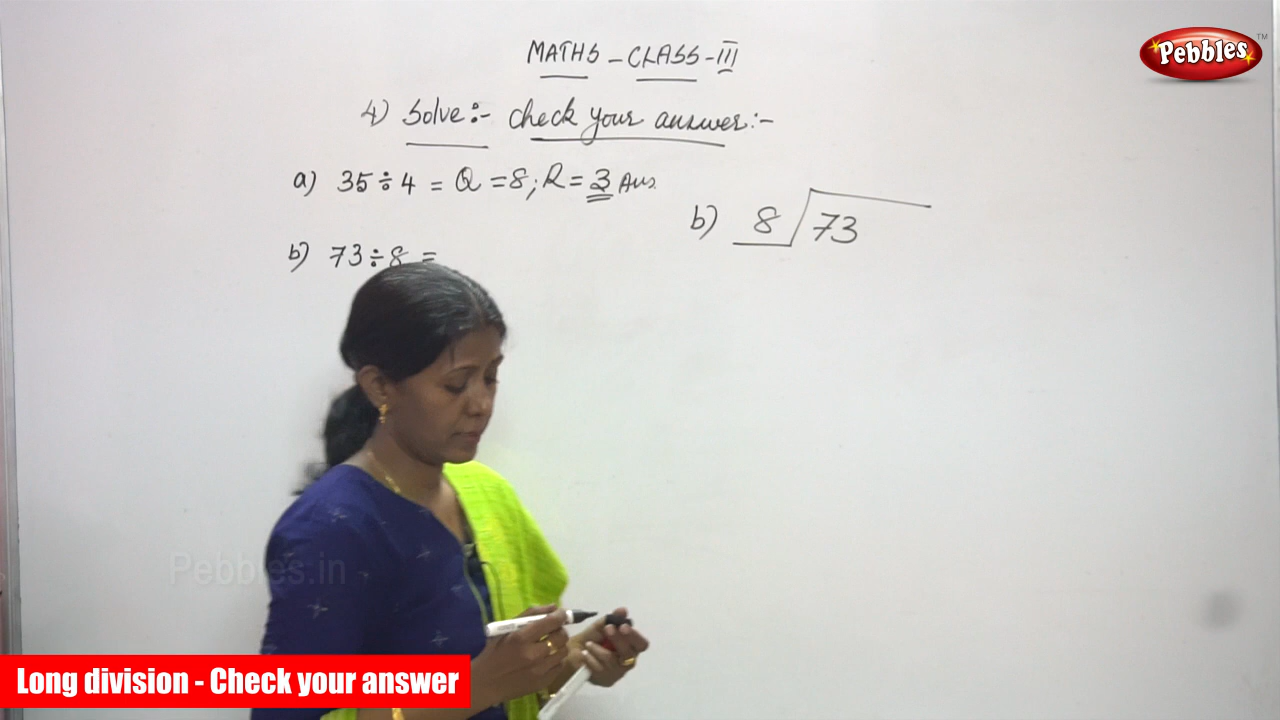 MATHS - CLASS - III
Pebbles™
4) Solve:- Check your answer:-
a) 35÷4 = Q = 8; R = 3 Ans
b) 8 73
b) 73÷8 =
Pebbles.in
Long division - Check your answer